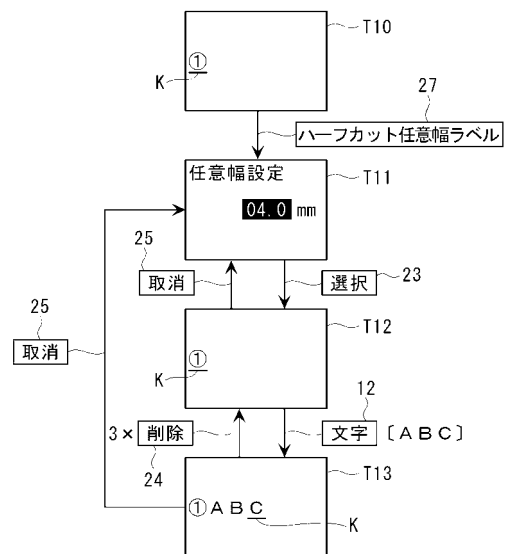 T10
①
K
27
ハーフカット任意幅ラベル
任意幅設定
T11
04.0 mm
25
取消
選択
23
25
取消
T12
①
K
12
3× 削除
文字 〔ABC〕
24
T13
①ABC
K